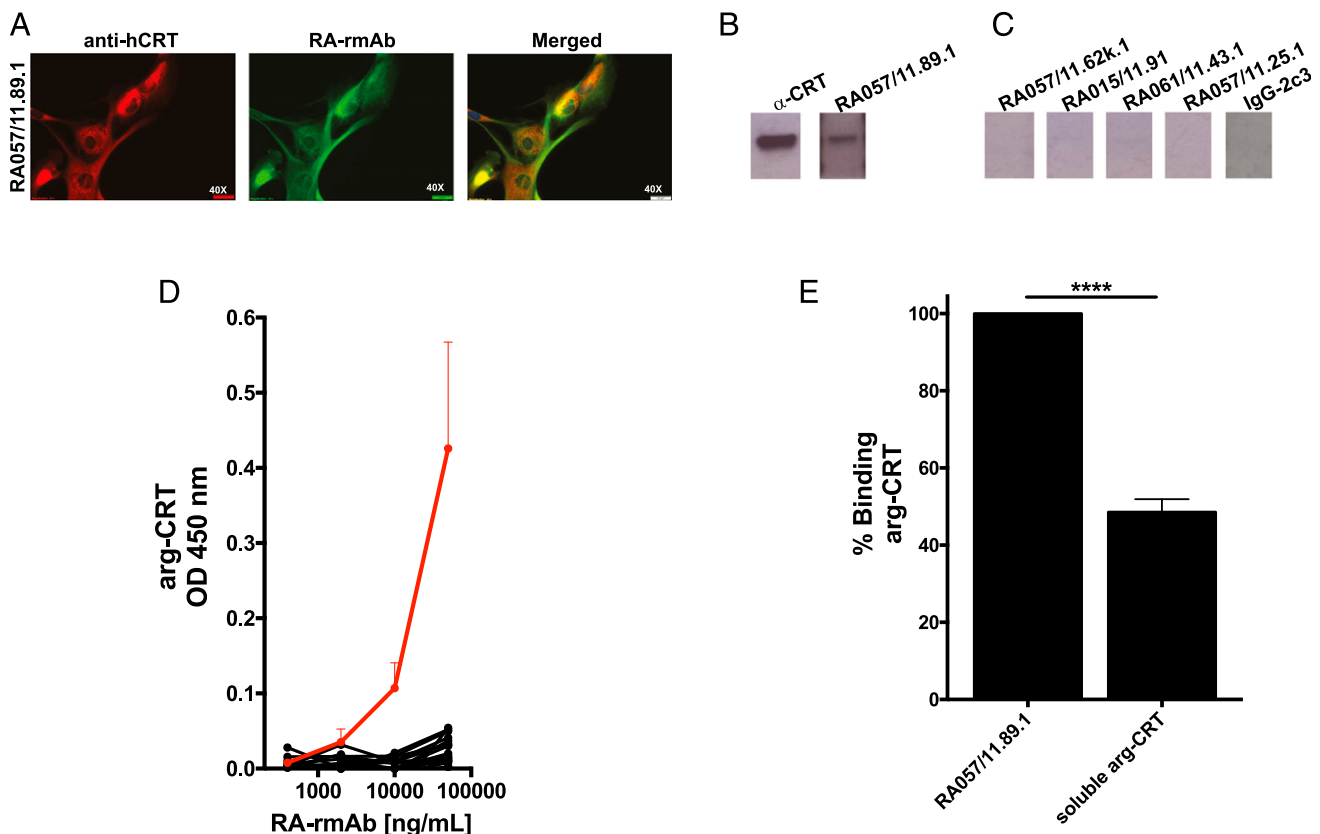 A
anti-hCRT
RA-rmAb
Merged
RA057/11.89.1
40X
40X
40X
B
α-CRT
RA057/11.89.1
C
RA057/11.62k.1
RA015/11.91
RA061/11.43.1
RA057/11.25.1
IgG-2c3
D
arg-CRT
OD 450 nm
0.6
0.5
0.4
0.3
0.2
0.1
0.0
1000
10000
100000
RA-rmAb [ng/mL]
E
****
% Binding
arg-CRT
100
80
60
40
20
0
RA057/11.89.1
soluble arg-CRT